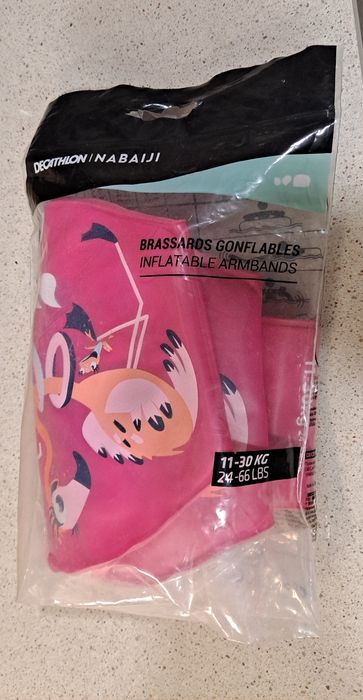 DECATHLON / NABAIJI
BRASSARDS GONFLABLES
INFLATABLE ARMBANDS
11-30 KG
24-66 LBS